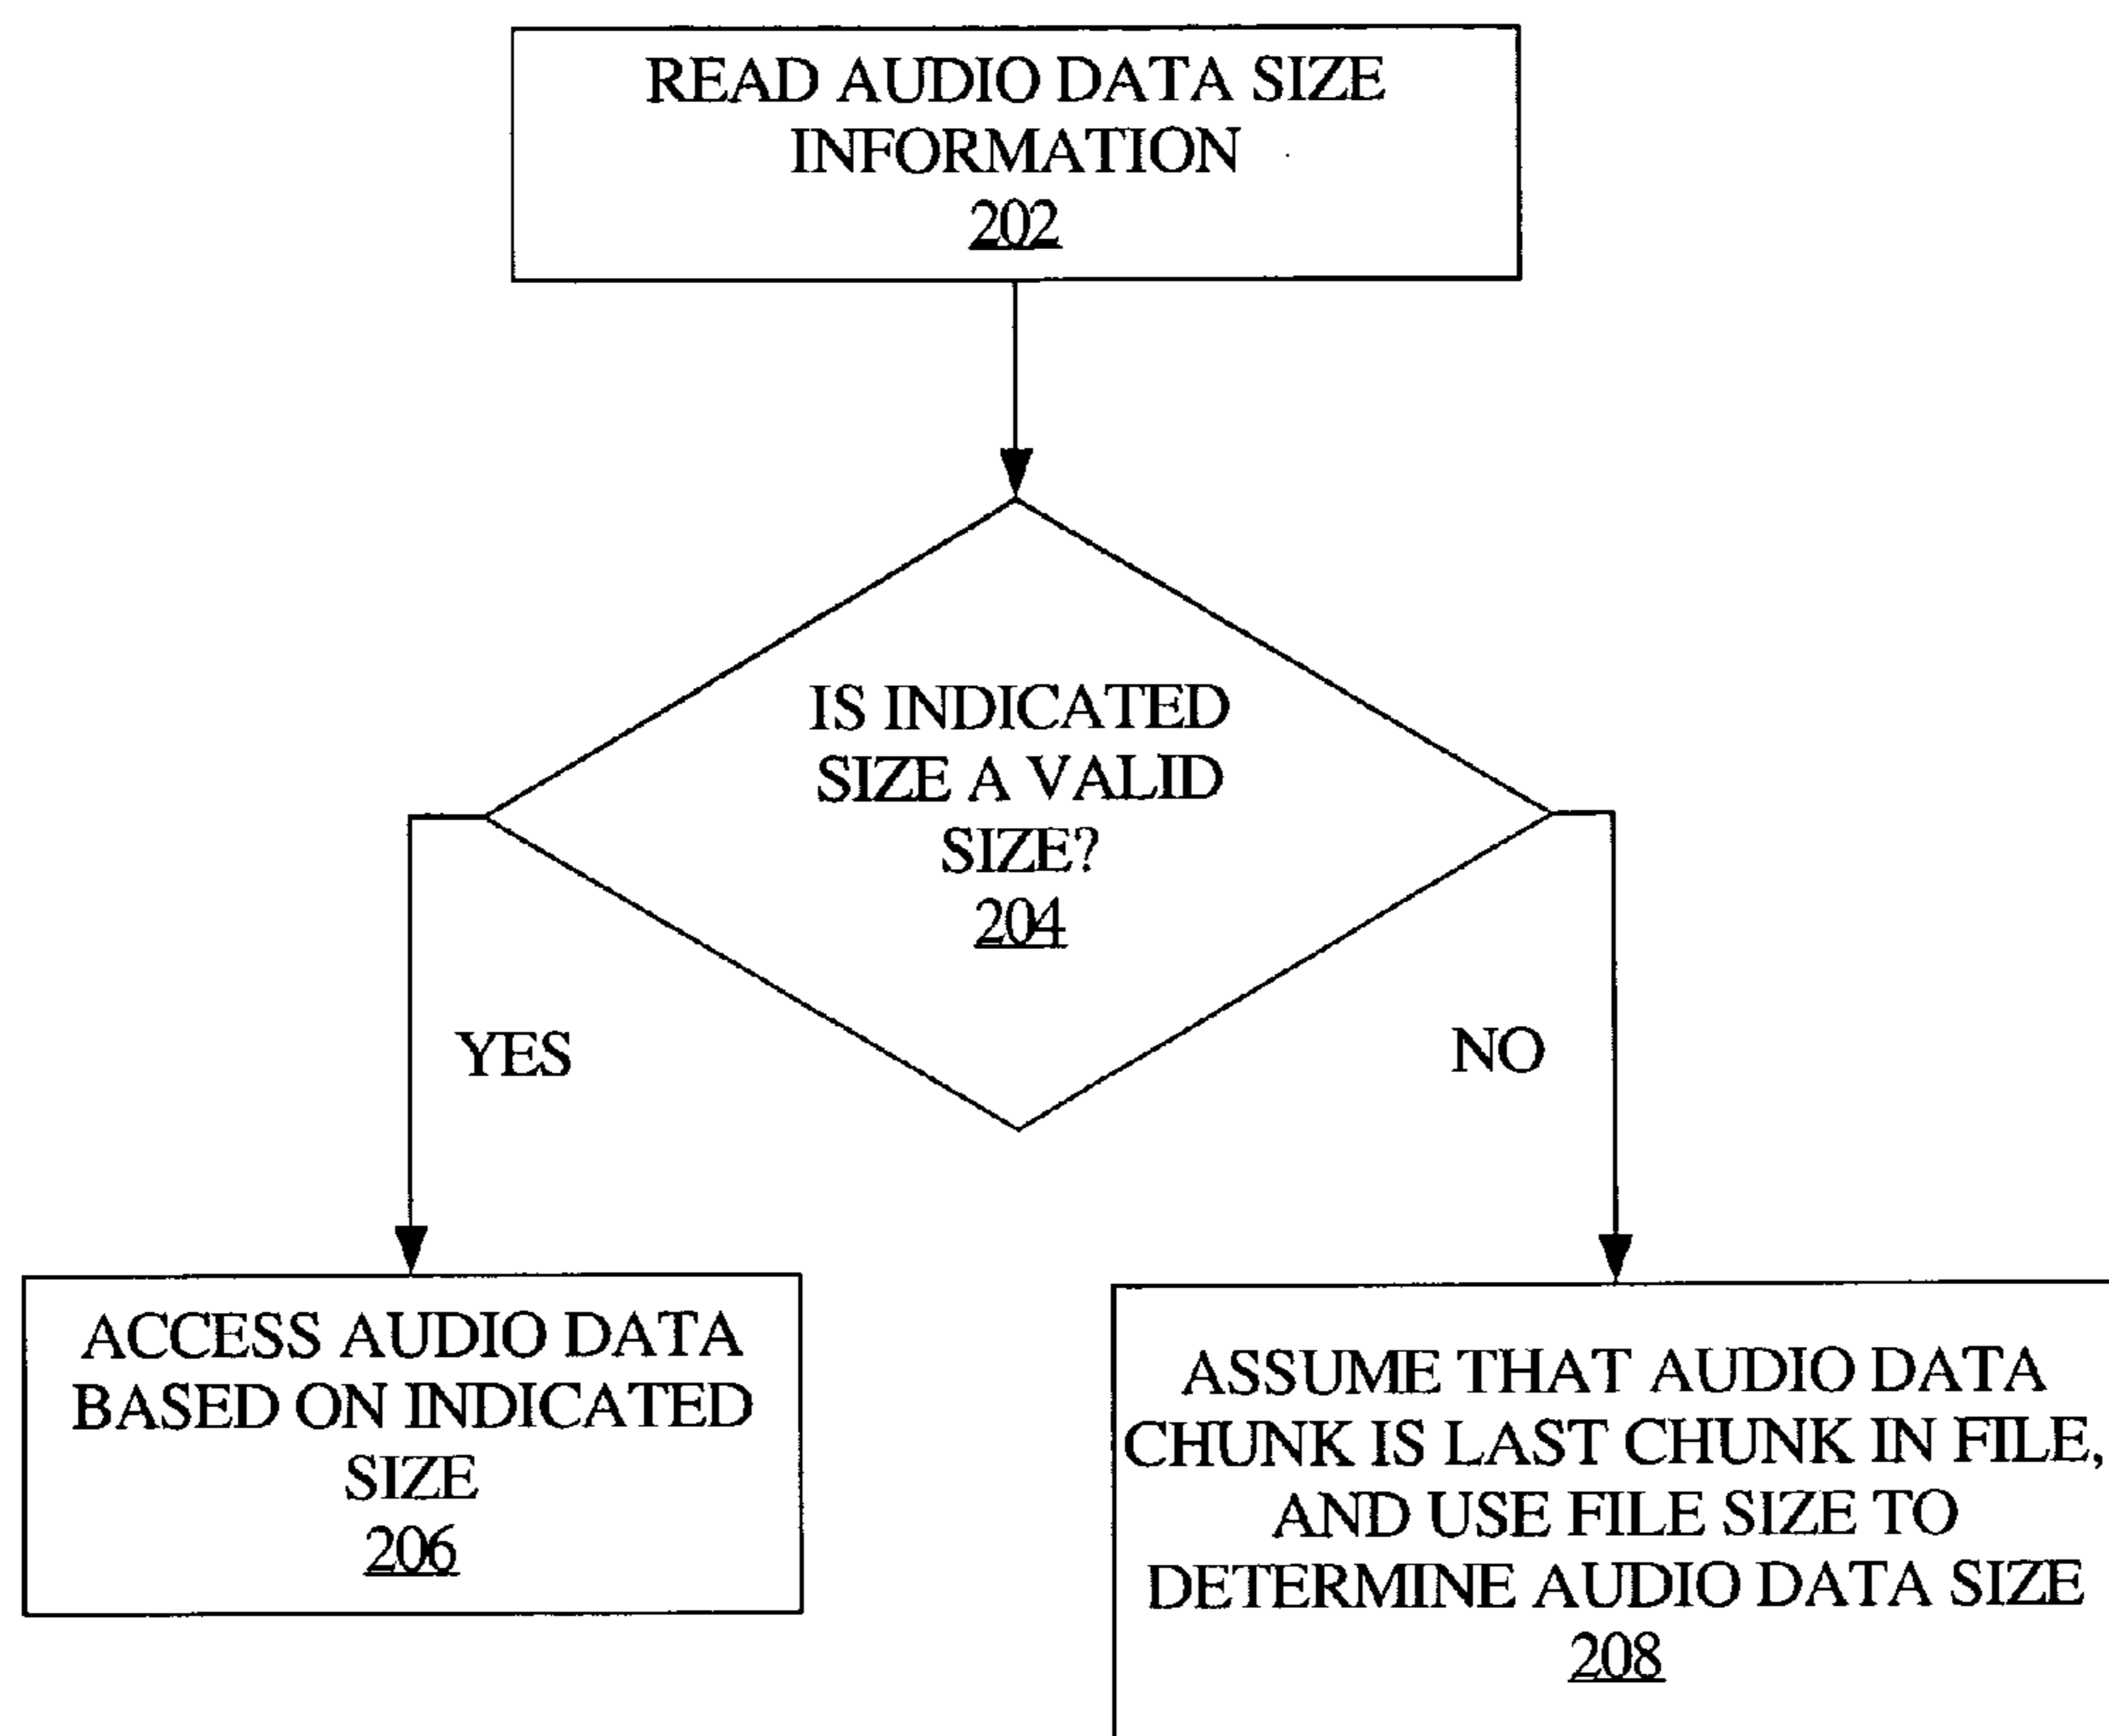 READ AUDIO DATA SIZE
INFORMATION
202
IS INDICATED
SIZE A VALID
SIZE?
204
YES
NO
ACCESS AUDIO DATA
BASED ON INDICATED
SIZE
206
ASSUME THAT AUDIO DATA
CHUNK IS LAST CHUNK IN FILE,
AND USE FILE SIZE TO
DETERMINE AUDIO DATA SIZE
208